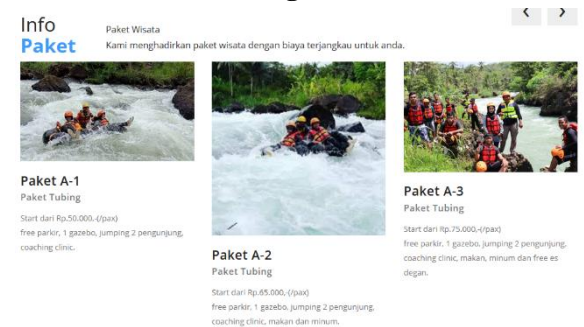 Info
Paket
Paket Wisata
Kami menghadirkan paket wisata dengan biaya terjangkau untuk anda.
Paket A-1
Paket Tubing
Start dari Rp.50.000,-(/pax)
free parkir, 1 gazebo, jumping 2 pengunjung,
coaching clinic.
Paket A-2
Paket Tubing
Start dari Rp.65.000,-(/pax)
free parkir, 1 gazebo, jumping 2 pengunjung,
coaching clinic, makan dan minum.
Paket A-3
Paket Tubing
Start dari Rp.75.000,-(/pax)
free parkir, 1 gazebo, jumping 2 pengunjung,
coaching clinic, makan, minum dan free es
degan.